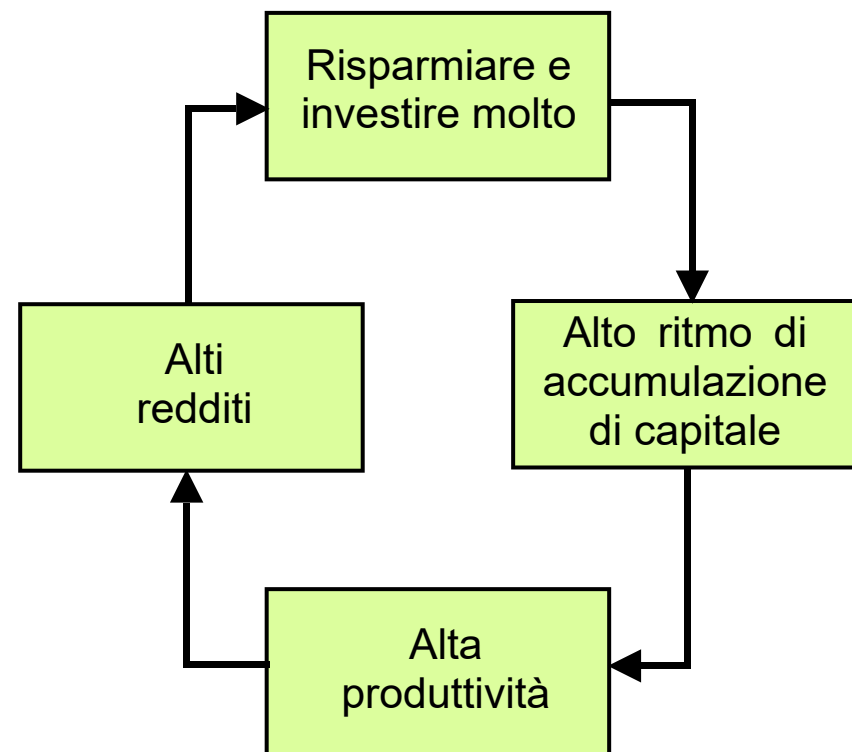 Risparmiare e
investire molto
Alto ritmo di
accumulazione
di capitale
Alta
produttività
Alti
redditi